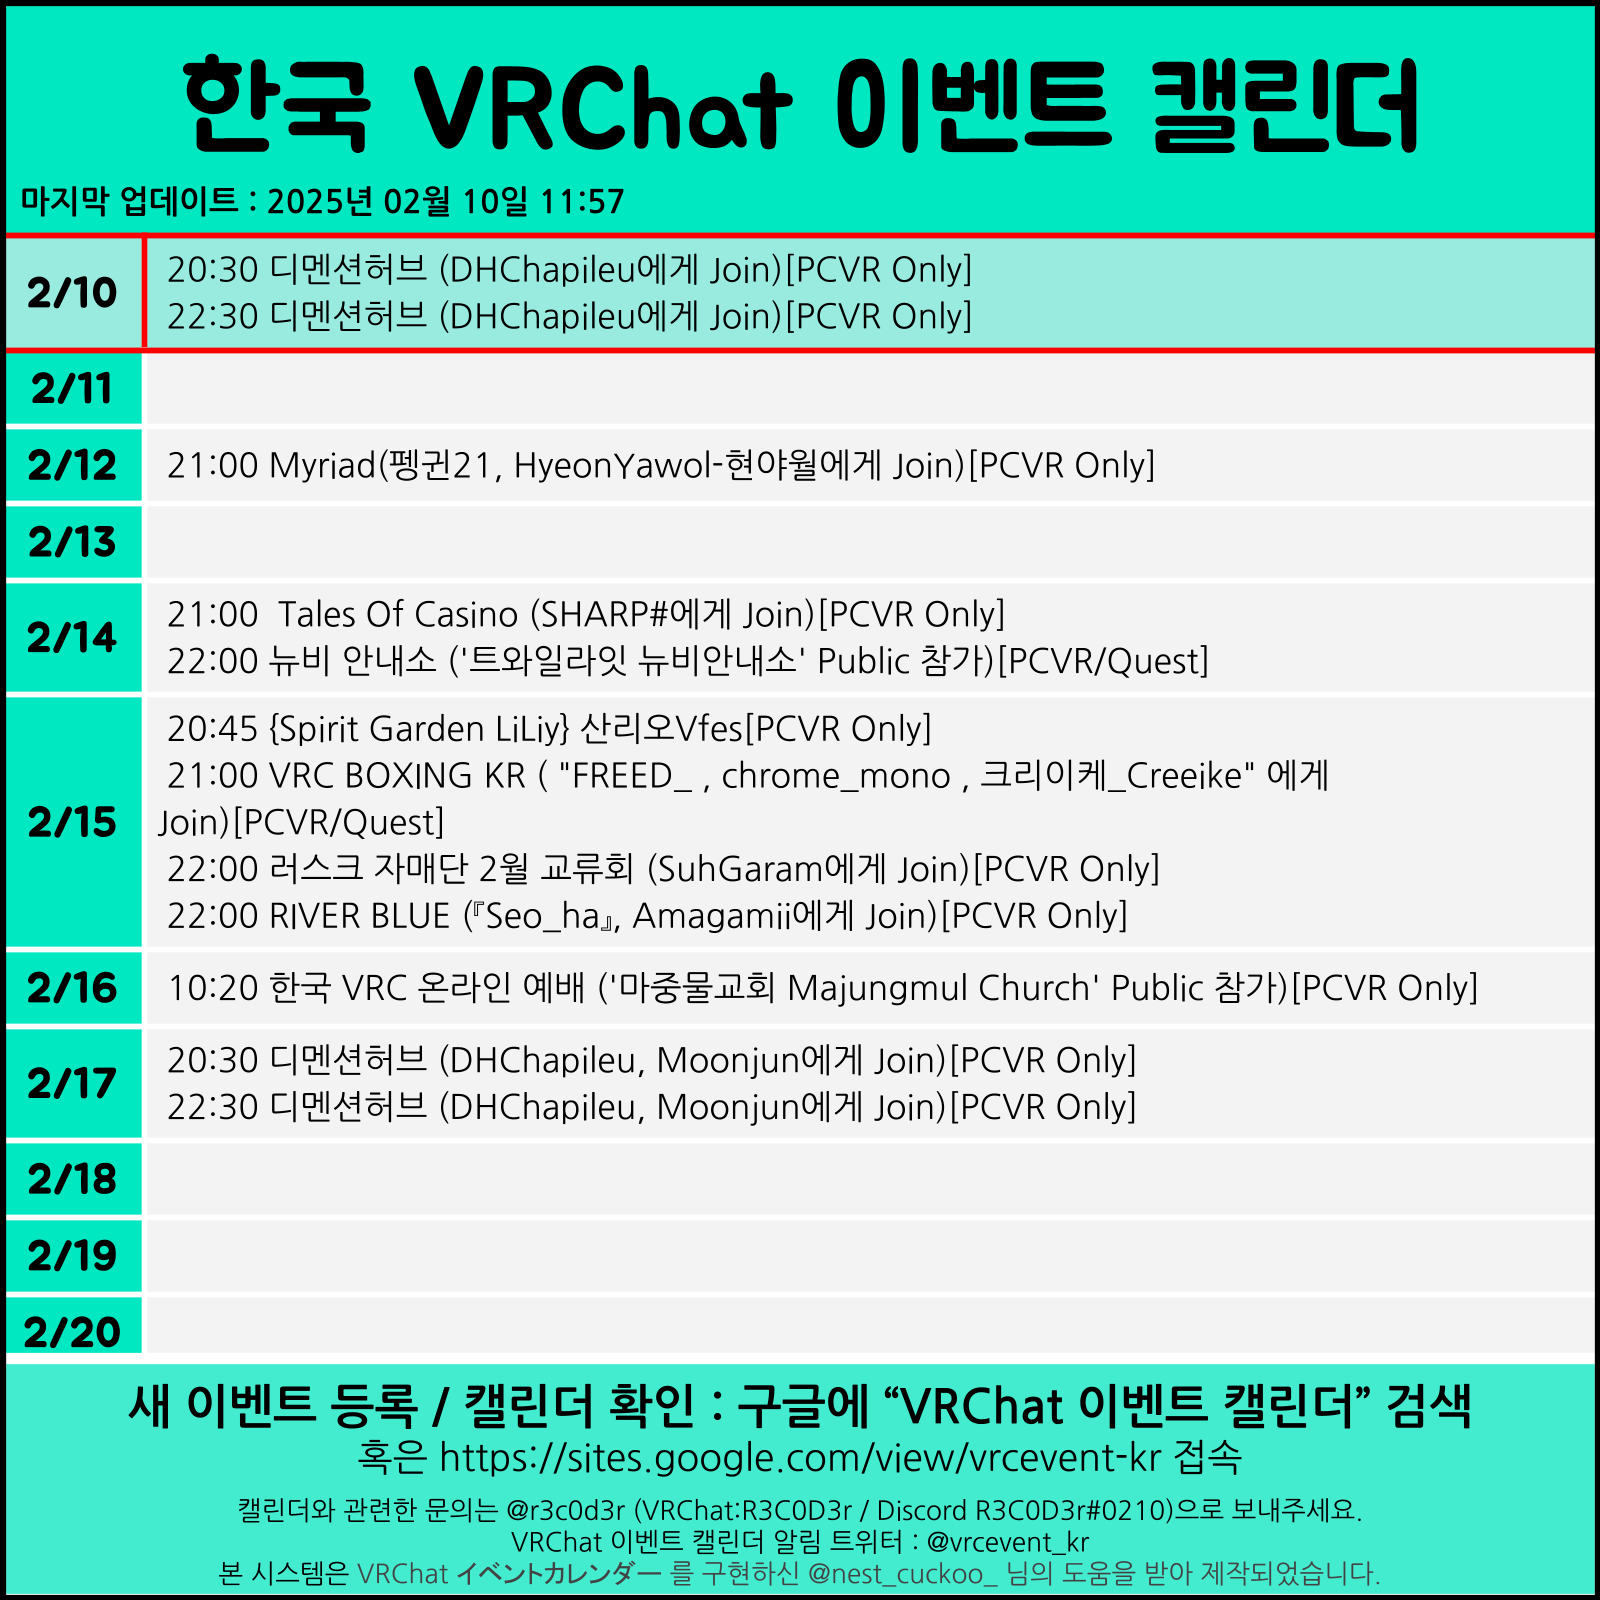 한국 VRChat 이벤트 캘린더
마지막 업데이트 : 2025년 02월 10일 11:57
2/10
20:30 디멘션허브 (DHChapileu에게 Join)[PCVR Only]
22:30 디멘션허브 (DHChapileu에게 Join)[PCVR Only]
2/11
2/12
21:00 Myriad(펭귄21, HyeonYawol-현야월에게 Join)[PCVR Only]
2/13
2/14
21:00  Tales Of Casino (SHARP#에게 Join)[PCVR Only]
22:00 뉴비 안내소 ('트와일라잇 뉴비안내소' Public 참가)[PCVR/Quest]
2/15
20:45 {Spirit Garden LiLiy} 산리오Vfes[PCVR Only]
21:00 VRC BOXING KR ( "FREED_ , chrome_mono , 크리이케_Creeike" 에게
Join)[PCVR/Quest]
22:00 러스크 자매단 2월 교류회 (SuhGaram에게 Join)[PCVR Only]
22:00 RIVER BLUE (『Seo_ha』, Amagamii에게 Join)[PCVR Only]
2/16
10:20 한국 VRC 온라인 예배 ('마중물교회 Majungmul Church' Public 참가)[PCVR Only]
2/17
20:30 디멘션허브 (DHChapileu, Moonjun에게 Join)[PCVR Only]
22:30 디멘션허브 (DHChapileu, Moonjun에게 Join)[PCVR Only]
2/18
2/19
2/20
새 이벤트 등록 / 캘린더 확인 : 구글에 “VRChat 이벤트 캘린더” 검색
혹은 https://sites.google.com/view/vrcevent-kr 접속
캘린더와 관련한 문의는 @r3c0d3r (VRChat:R3C0D3r / Discord R3C0D3r#0210)으로 보내주세요.
VRChat 이벤트 캘린더 알림 트위터 : @vrcevent_kr
본 시스템은 VRChat イベントカレンダー 를 구현하신 @nest_cuckoo_ 님의 도움을 받아 제작되었습니다.